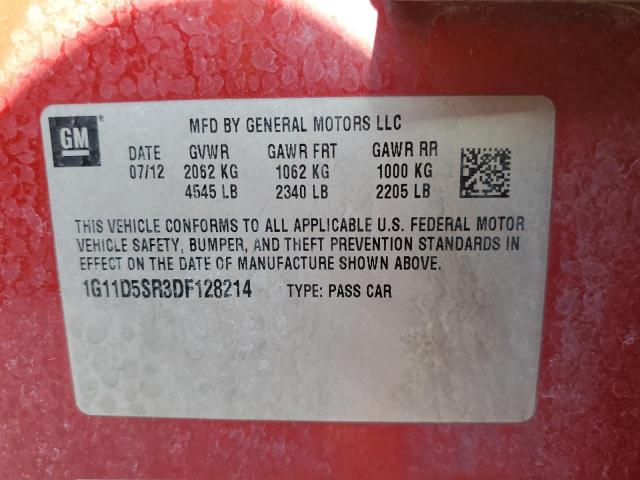 GM
MFD BY GENERAL MOTORS LLC
DATE GVWR GAWR FRT GAWR RR
07/12 2062 KG 1062 KG 1000 KG
4545 LB 2340 LB 2205 LB
THIS VEHICLE CONFORMS TO ALL APPLICABLE U.S. FEDERAL MOTOR
VEHICLE SAFETY, BUMPER, AND THEFT PREVENTION STANDARDS IN
EFFECT ON THE DATE OF MANUFACTURE SHOWN ABOVE.
1G11D5SR3DF128214 TYPE: PASS CAR